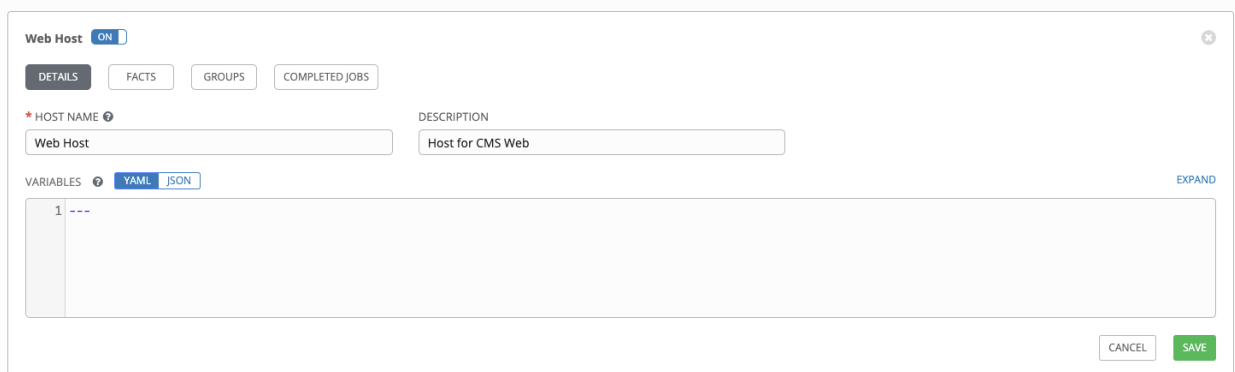 Web Host ON
DETAILS FACTS GROUPS COMPLETED JOBS
* HOST NAME ? DESCRIPTION
Web Host Host for CMS Web
VARIABLES ? YAML JSON EXPAND
1 ---
CANCEL SAVE